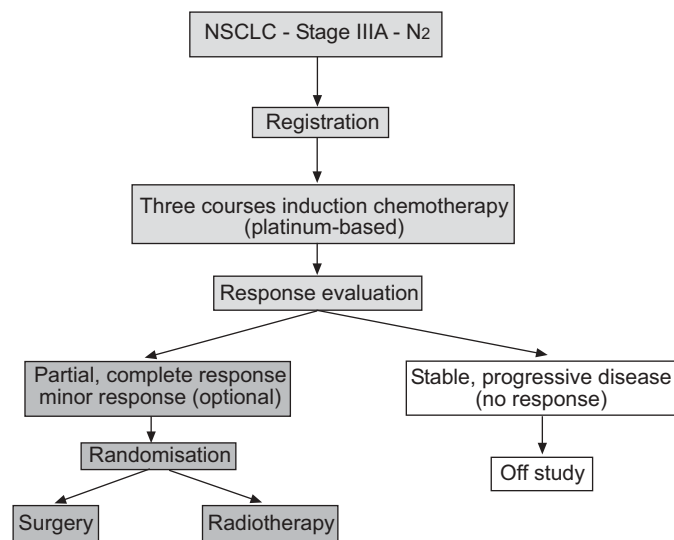 NSCLC - Stage IIIA - N2
Registration
Three courses induction chemotherapy
(platinum-based)
Response evaluation
Partial, complete response
minor response (optional)
Stable, progressive disease
(no response)
Randomisation
Off study
Surgery
Radiotherapy